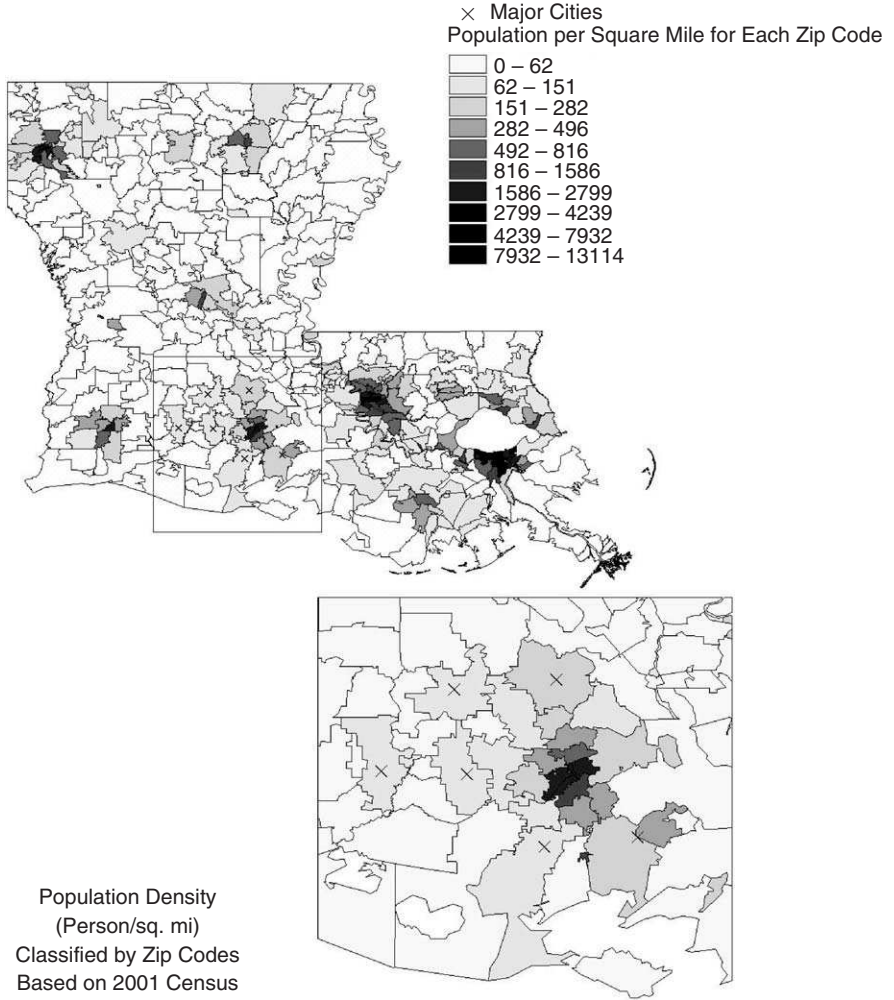 × Major Cities
Population per Square Mile for Each Zip Code
0 – 62
62 – 151
151 – 282
282 – 496
492 – 816
816 – 1586
1586 – 2799
2799 – 4239
4239 – 7932
7932 – 13114
Population Density
(Person/sq. mi)
Classified by Zip Codes
Based on 2001 Census